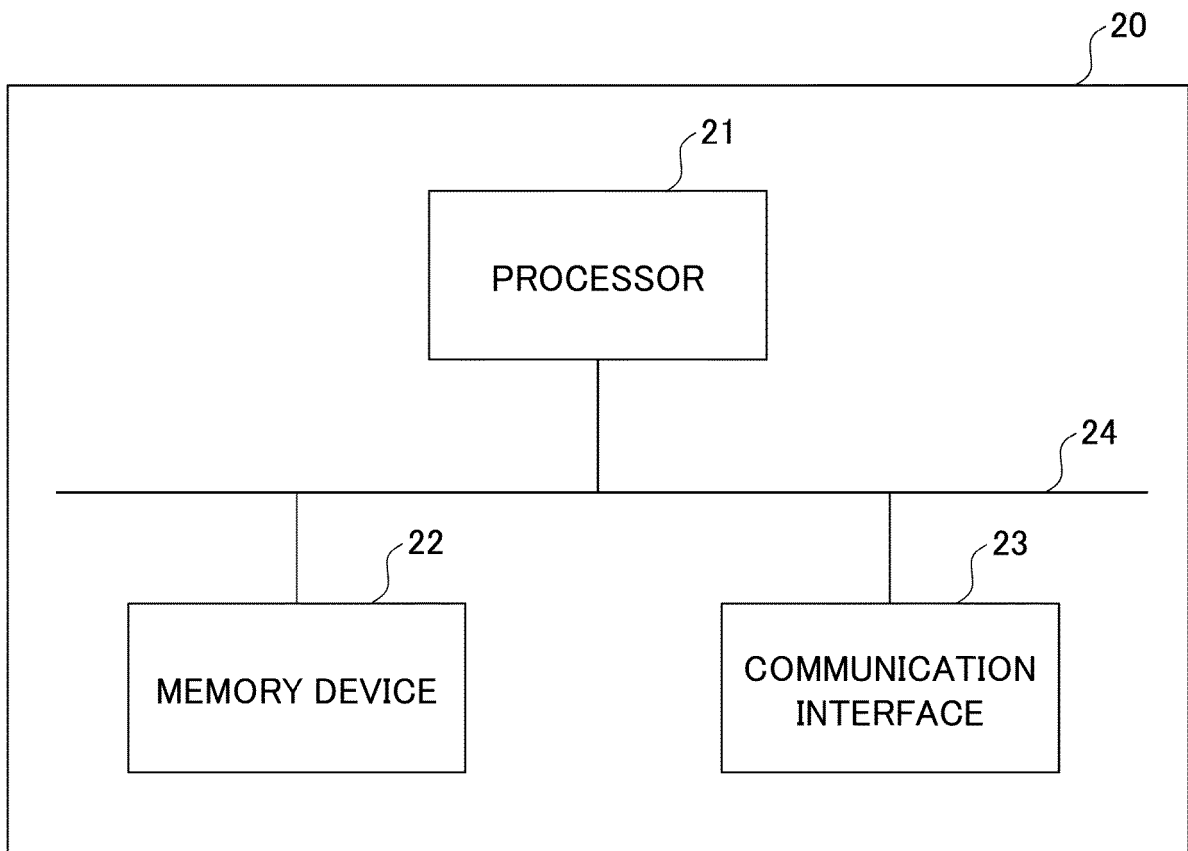 20
21
PROCESSOR
24
22
23
MEMORY DEVICE
COMMUNICATION
INTERFACE